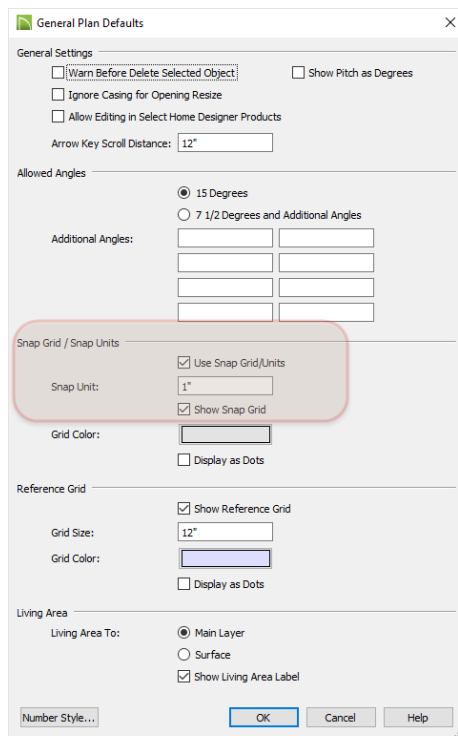 General Plan Defaults
General Settings
Warn Before Delete Selected Object
Show Pitch as Degrees
Ignore Casing for Opening Resize
Allow Editing in Select Home Designer Products
Arrow Key Scroll Distance: 12"
Allowed Angles
15 Degrees
7 1/2 Degrees and Additional Angles
Additional Angles:
Snap Grid / Snap Units
Use Snap Grid/Units
Snap Unit: 1"
Show Snap Grid
Grid Color:
Display as Dots
Reference Grid
Show Reference Grid
Grid Size: 12"
Grid Color:
Display as Dots
Living Area
Living Area To: Main Layer
Surface
Show Living Area Label
Number Style... OK Cancel Help